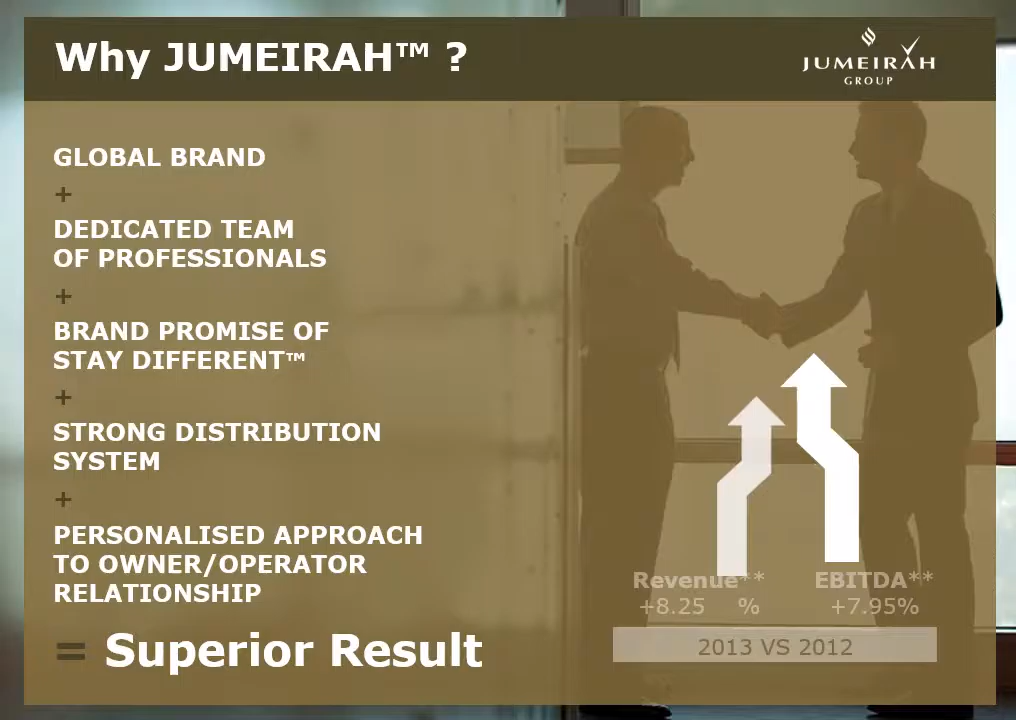 Why JUMEIRAH™ ?
JUMEIRAH
GROUP
GLOBAL BRAND
+
DEDICATED TEAM
OF PROFESSIONALS
+
BRAND PROMISE OF
STAY DIFFERENT™
+
STRONG DISTRIBUTION
SYSTEM
+
PERSONALISED APPROACH
TO OWNER/OPERATOR
RELATIONSHIP
= Superior Result
Revenue** EBITDA**
+8.25 % +7.95%
2013 VS 2012